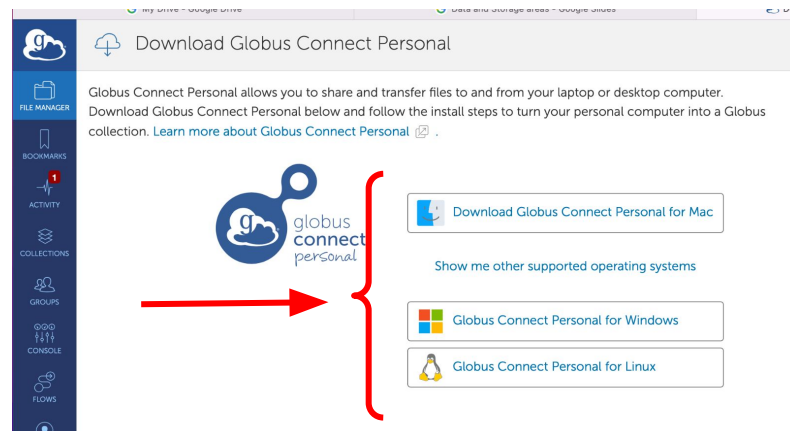 My Drive - Google Drive
Data and Storage areas - Google Slides
D
g
Download Globus Connect Personal
FILE MANAGER
BOOKMARKS
1
ACTIVITY
COLLECTIONS
GROUPS
CONSOLE
FLOWS
Globus Connect Personal allows you to share and transfer files to and from your laptop or desktop computer.
Download Globus Connect Personal below and follow the install steps to turn your personal computer into a Globus
collection. Learn more about Globus Connect Personal .
g
globus
connect
personal
Download Globus Connect Personal for Mac
Show me other supported operating systems
Globus Connect Personal for Windows
Globus Connect Personal for Linux